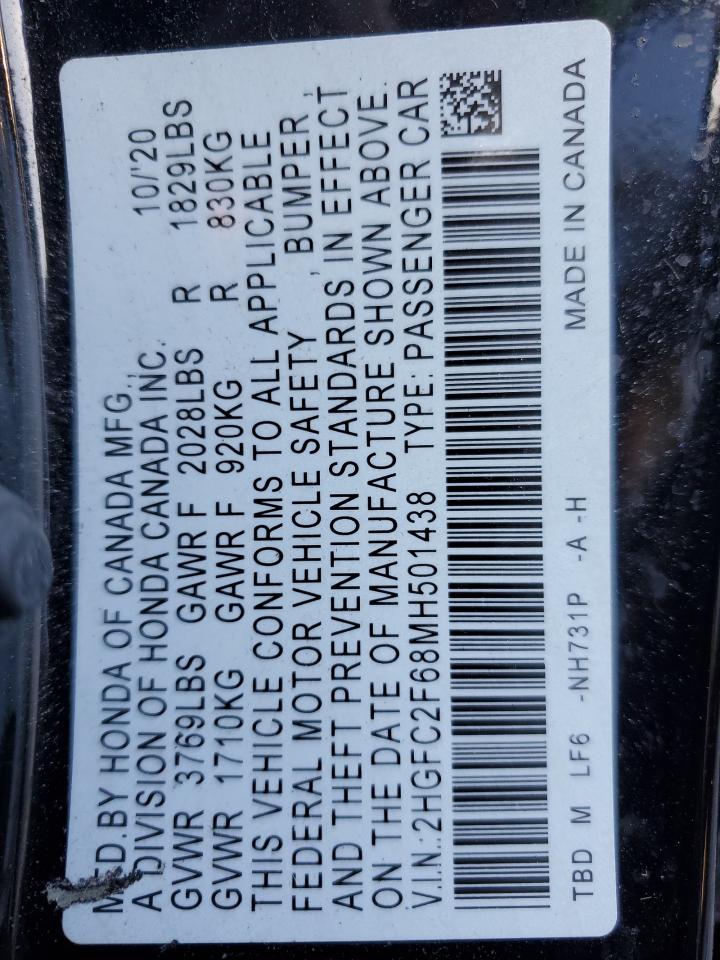 MFD.BY HONDA OF CANADA MFG., 10/'20
A DIVISION OF HONDA CANADA INC.
GVWR 3769LBS GAWR F 2028LBS R 1829LBS
GVWR 1710KG GAWR F 920KG R 830KG
THIS VEHICLE CONFORMS TO ALL APPLICABLE
FEDERAL MOTOR VEHICLE SAFETY , BUMPER ,
AND THEFT PREVENTION STANDARDS IN EFFECT
ON THE DATE OF MANUFACTURE SHOWN ABOVE.
V.I.N.:2HGFC2F68MH501438 TYPE: PASSENGER CAR
TBD M LF6 -NH731P -A -H MADE IN CANADA